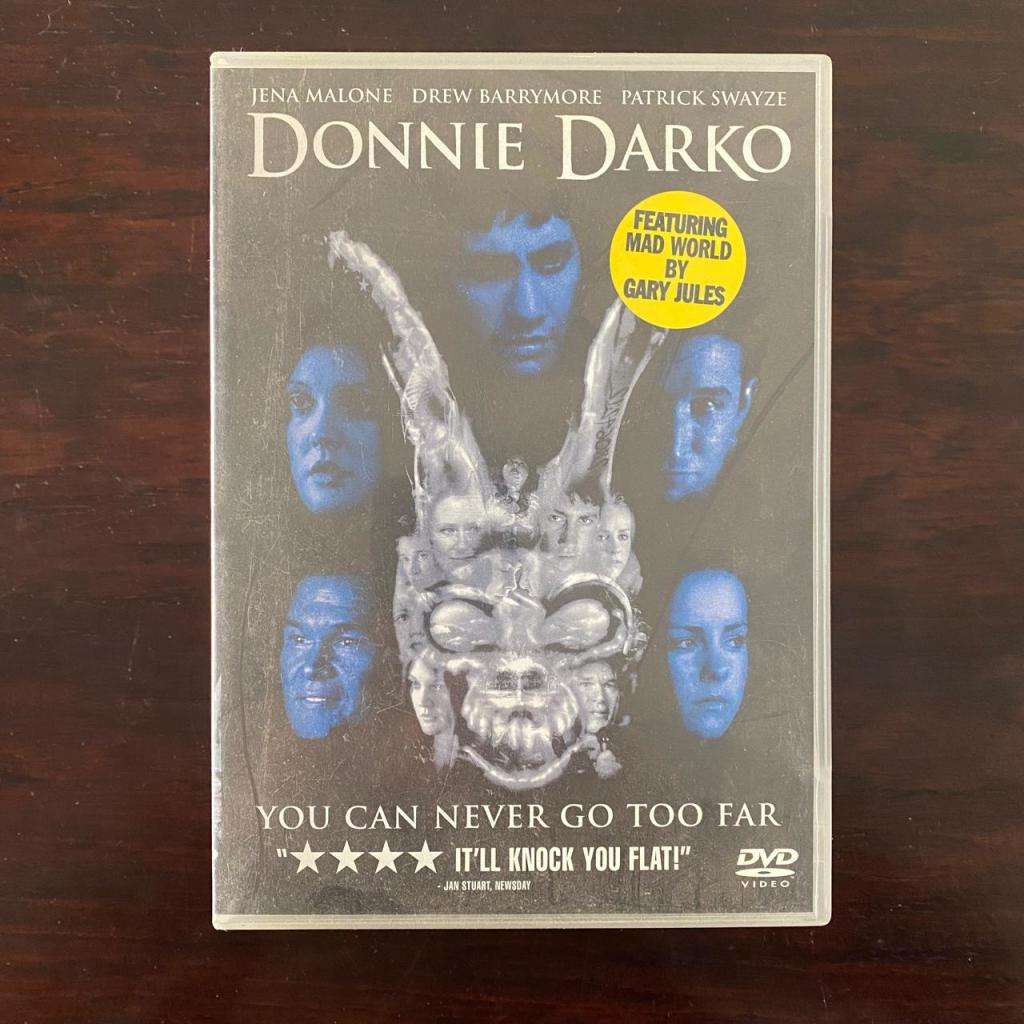 JENA MALONE DREW BARRYMORE PATRICK SWAYZE
DONNIE DARKO
FEATURING
MAD WORLD
BY
GARY JULES
YOU CAN NEVER GO TOO FAR
"★★★★ IT'LL KNOCK YOU FLAT!"
- JAN STUART, NEWSDAY
DVD
VIDEO